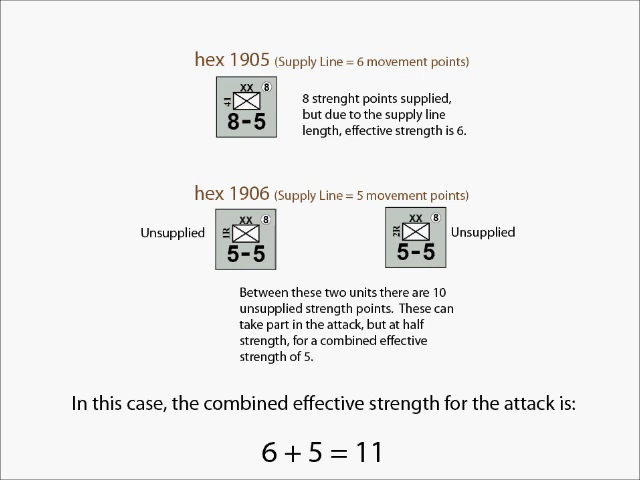 hex 1905 (Supply Line = 6 movement points)
XX 8
41
8-5
8 strenght points supplied,
but due to the supply line
length, effective strength is 6.
hex 1906 (Supply Line = 5 movement points)
Unsupplied
XX 8
1R
5-5
XX 8
2R
5-5
Unsupplied
Between these two units there are 10
unsupplied strength points. These can
take part in the attack, but at half
strength, for a combined effective
strength of 5.
In this case, the combined effective strength for the attack is:
6 + 5 = 11